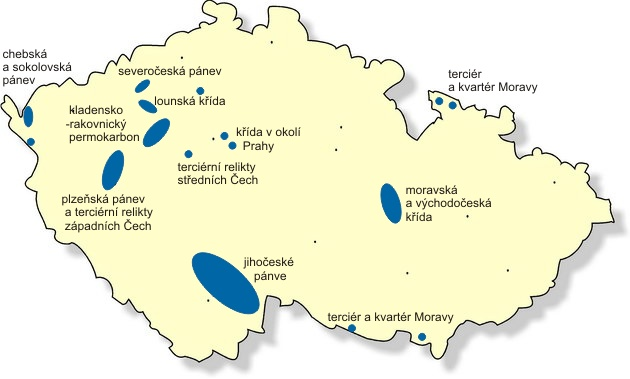 chebská
a sokolovská
pánev
severočeská pánev
lounská křída
kladensko
-rakovnický
permokarbon
křída v okolí
Prahy
terciérní relikty
středních Čech
plzeňská pánev
a terciérní relikty
západních Čech
terciér
a kvartér Moravy
moravská
a východočeská
křída
jihočeské
pánve
terciér a kvartér Moravy